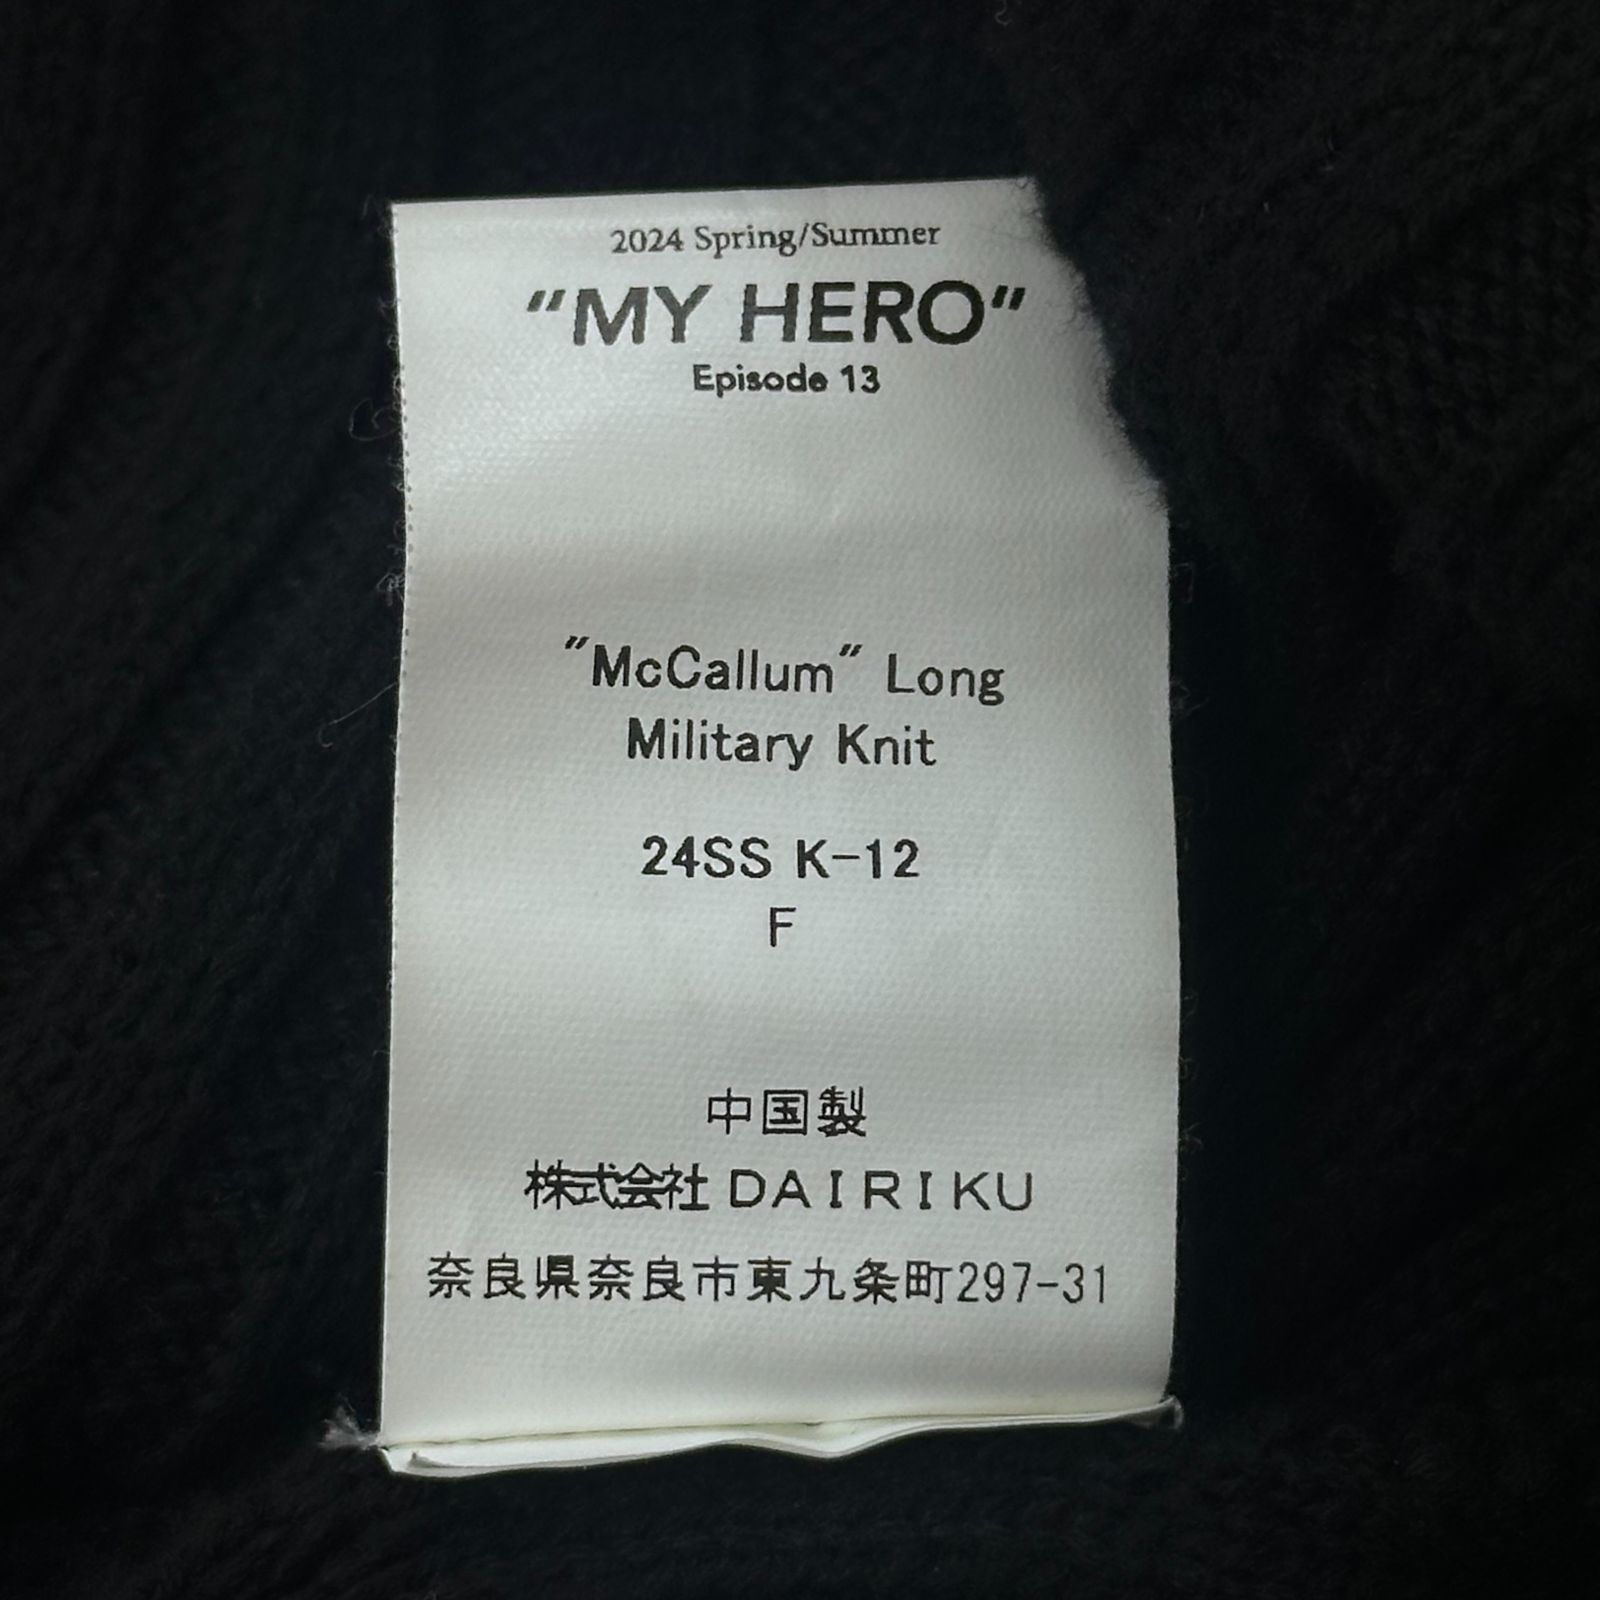 2024 Spring/Summer
"MY HERO"
Episode 13
"McCallum" Long
Military Knit
24SS K-12
F
中国製
株式会社 DAIRIKU
奈良県奈良市東九条町297-31